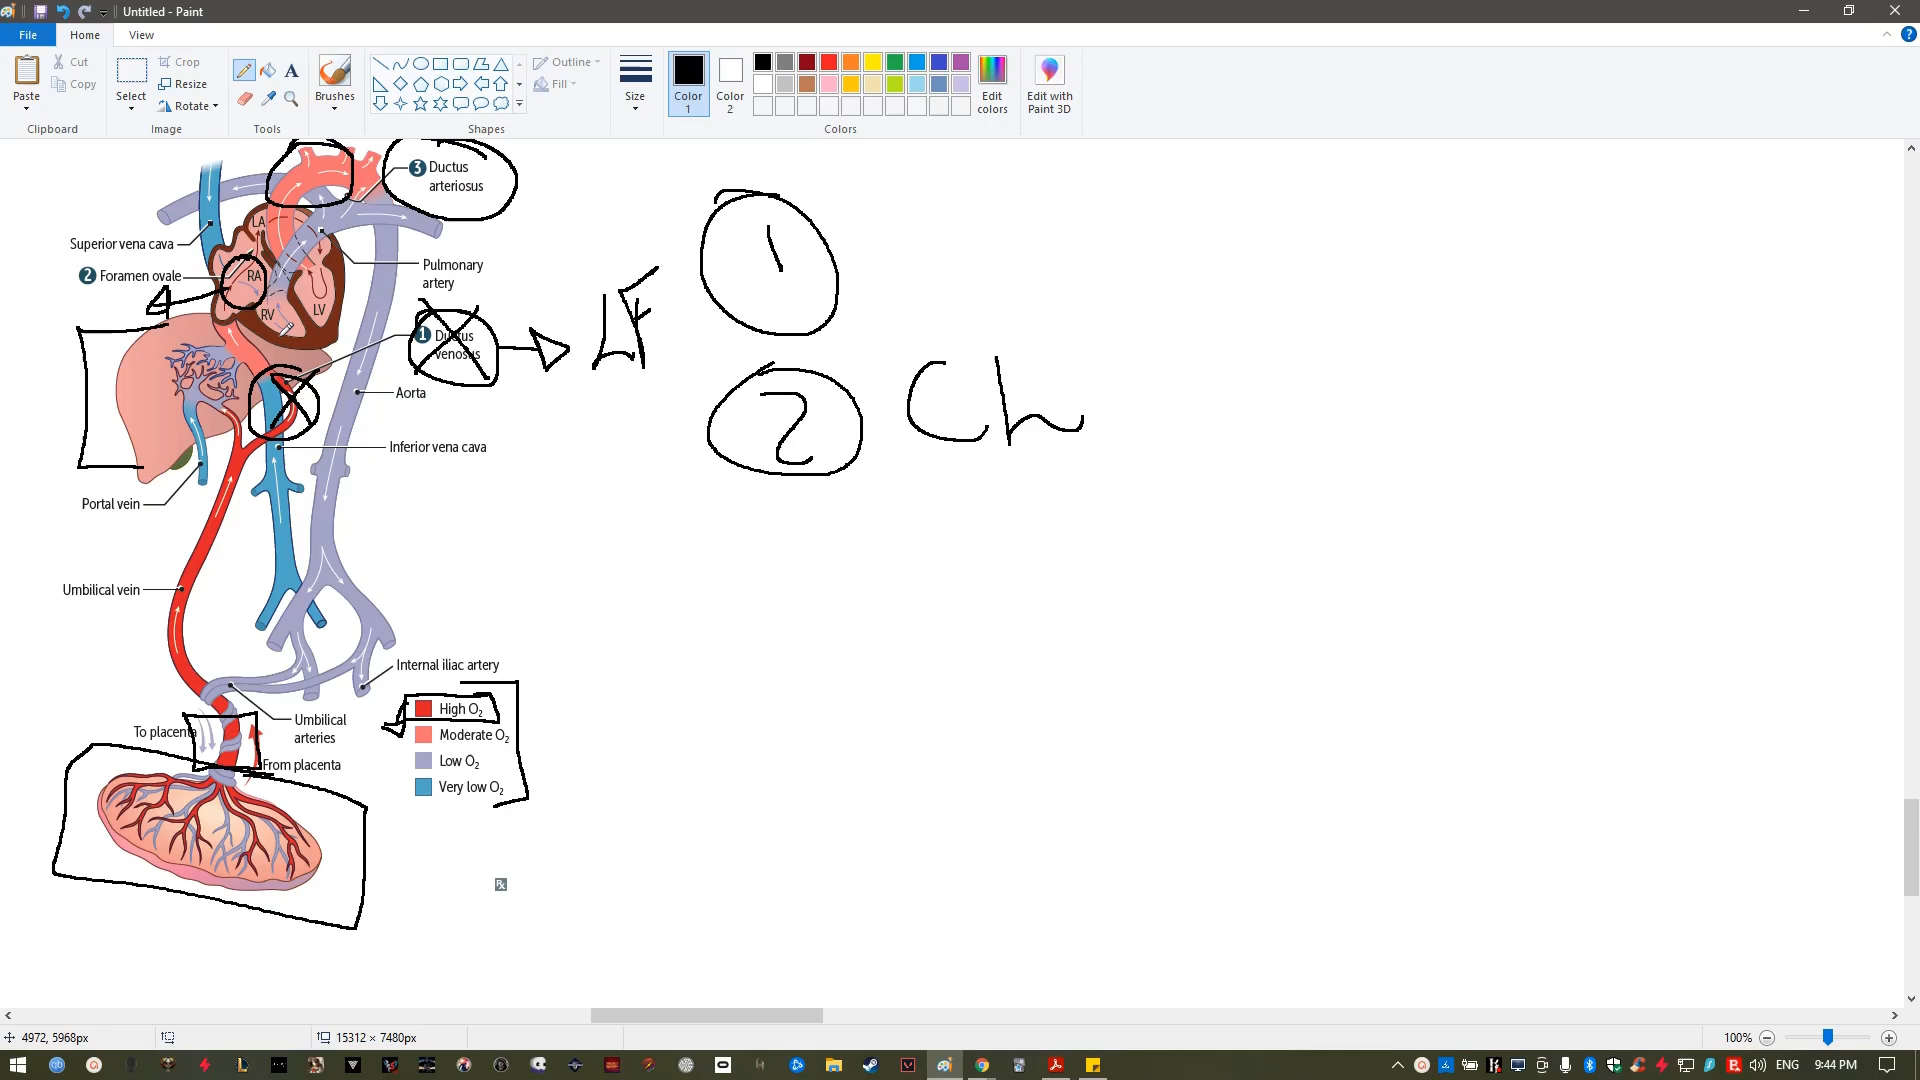 Untitled - Paint
File
Home
View
Paste
Cut
Copy
Clipboard
Select
Crop
Resize
Rotate
Image
Tools
Brushes
Shapes
Outline
Fill
Size
Color 1
Color 2
Colors
Edit colors
Edit with Paint 3D
3 Ductus
arteriosus
LA
Superior vena cava
2 Foramen ovale
RA
Pulmonary
artery
LV
RV
1 Ductus
venosus
Aorta
Inferior vena cava
Portal vein
Umbilical vein
Internal iliac artery
Umbilical
arteries
To placenta
From placenta
High O₂
Moderate O₂
Low O₂
Very low O₂
Rx
1
2
Ch
4972, 5968px
15312 × 7480px
100%
ENG
9:44 PM